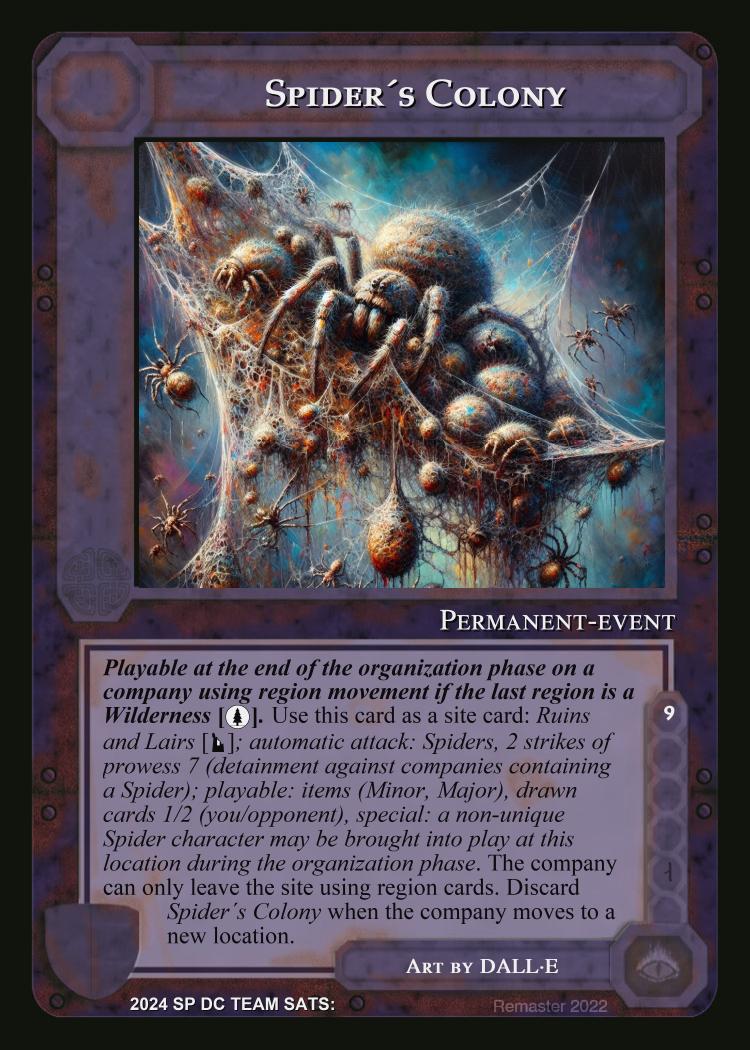 Spider´s Colony
Permanent-event
Playable at the end of the organization phase on a
company using region movement if the last region is a
Wilderness [ ]. Use this card as a site card: Ruins
and Lairs [ ]; automatic attack: Spiders, 2 strikes of
prowess 7 (detainment against companies containing
a Spider); playable: items (Minor, Major), drawn
cards 1/2 (you/opponent), special: a non-unique
Spider character may be brought into play at this
location during the organization phase. The company
can only leave the site using region cards. Discard
Spider´s Colony when the company moves to a
new location.
9
Art by DALL·E
2024 SP DC TEAM SATS:
Remaster 2022